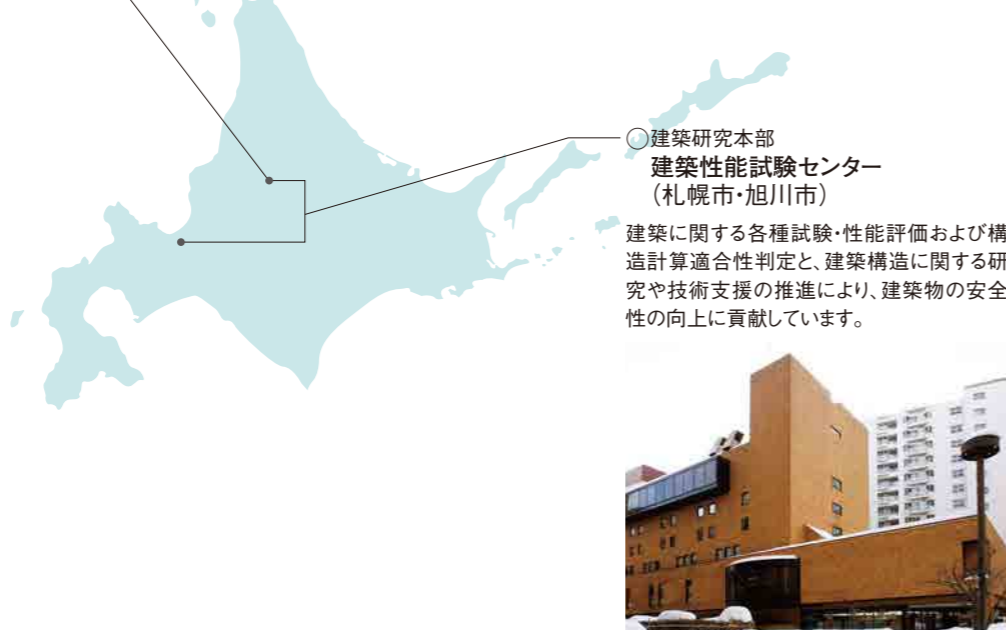 ○建築研究本部
建築性能試験センター
（札幌市・旭川市）
建築に関する各種試験・性能評価および構
造計算適合性判定と、建築構造に関する研
究や技術支援の推進により、建築物の安全
性の向上に貢献しています。